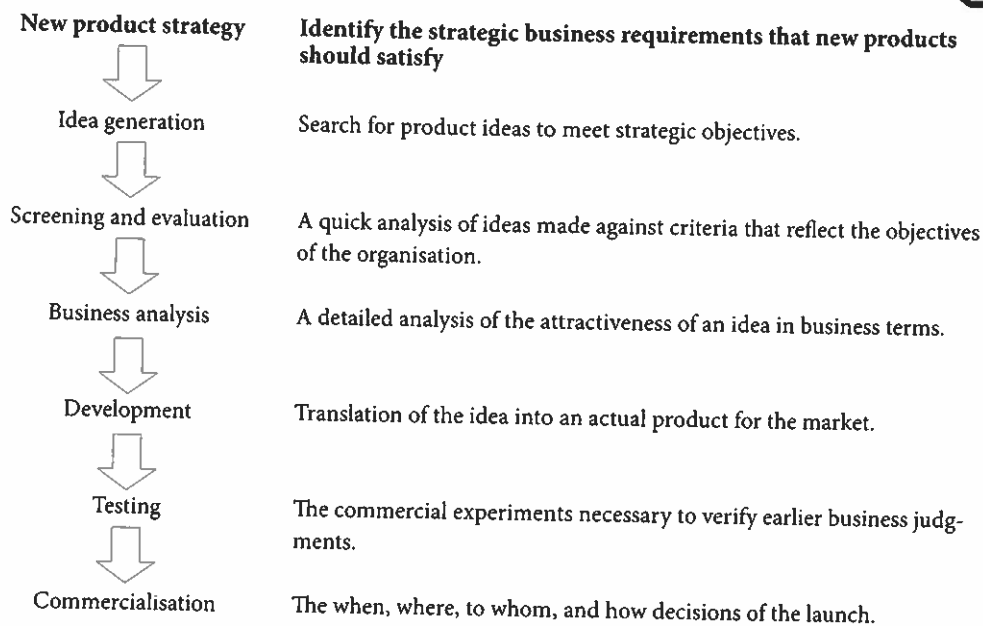 New product strategy
Identify the strategic business requirements that new products
should satisfy
Idea generation
Search for product ideas to meet strategic objectives.
Screening and evaluation
A quick analysis of ideas made against criteria that reflect the objectives
of the organisation.
Business analysis
A detailed analysis of the attractiveness of an idea in business terms.
Development
Translation of the idea into an actual product for the market.
Testing
The commercial experiments necessary to verify earlier business judg-
ments.
Commercialisation
The when, where, to whom, and how decisions of the launch.